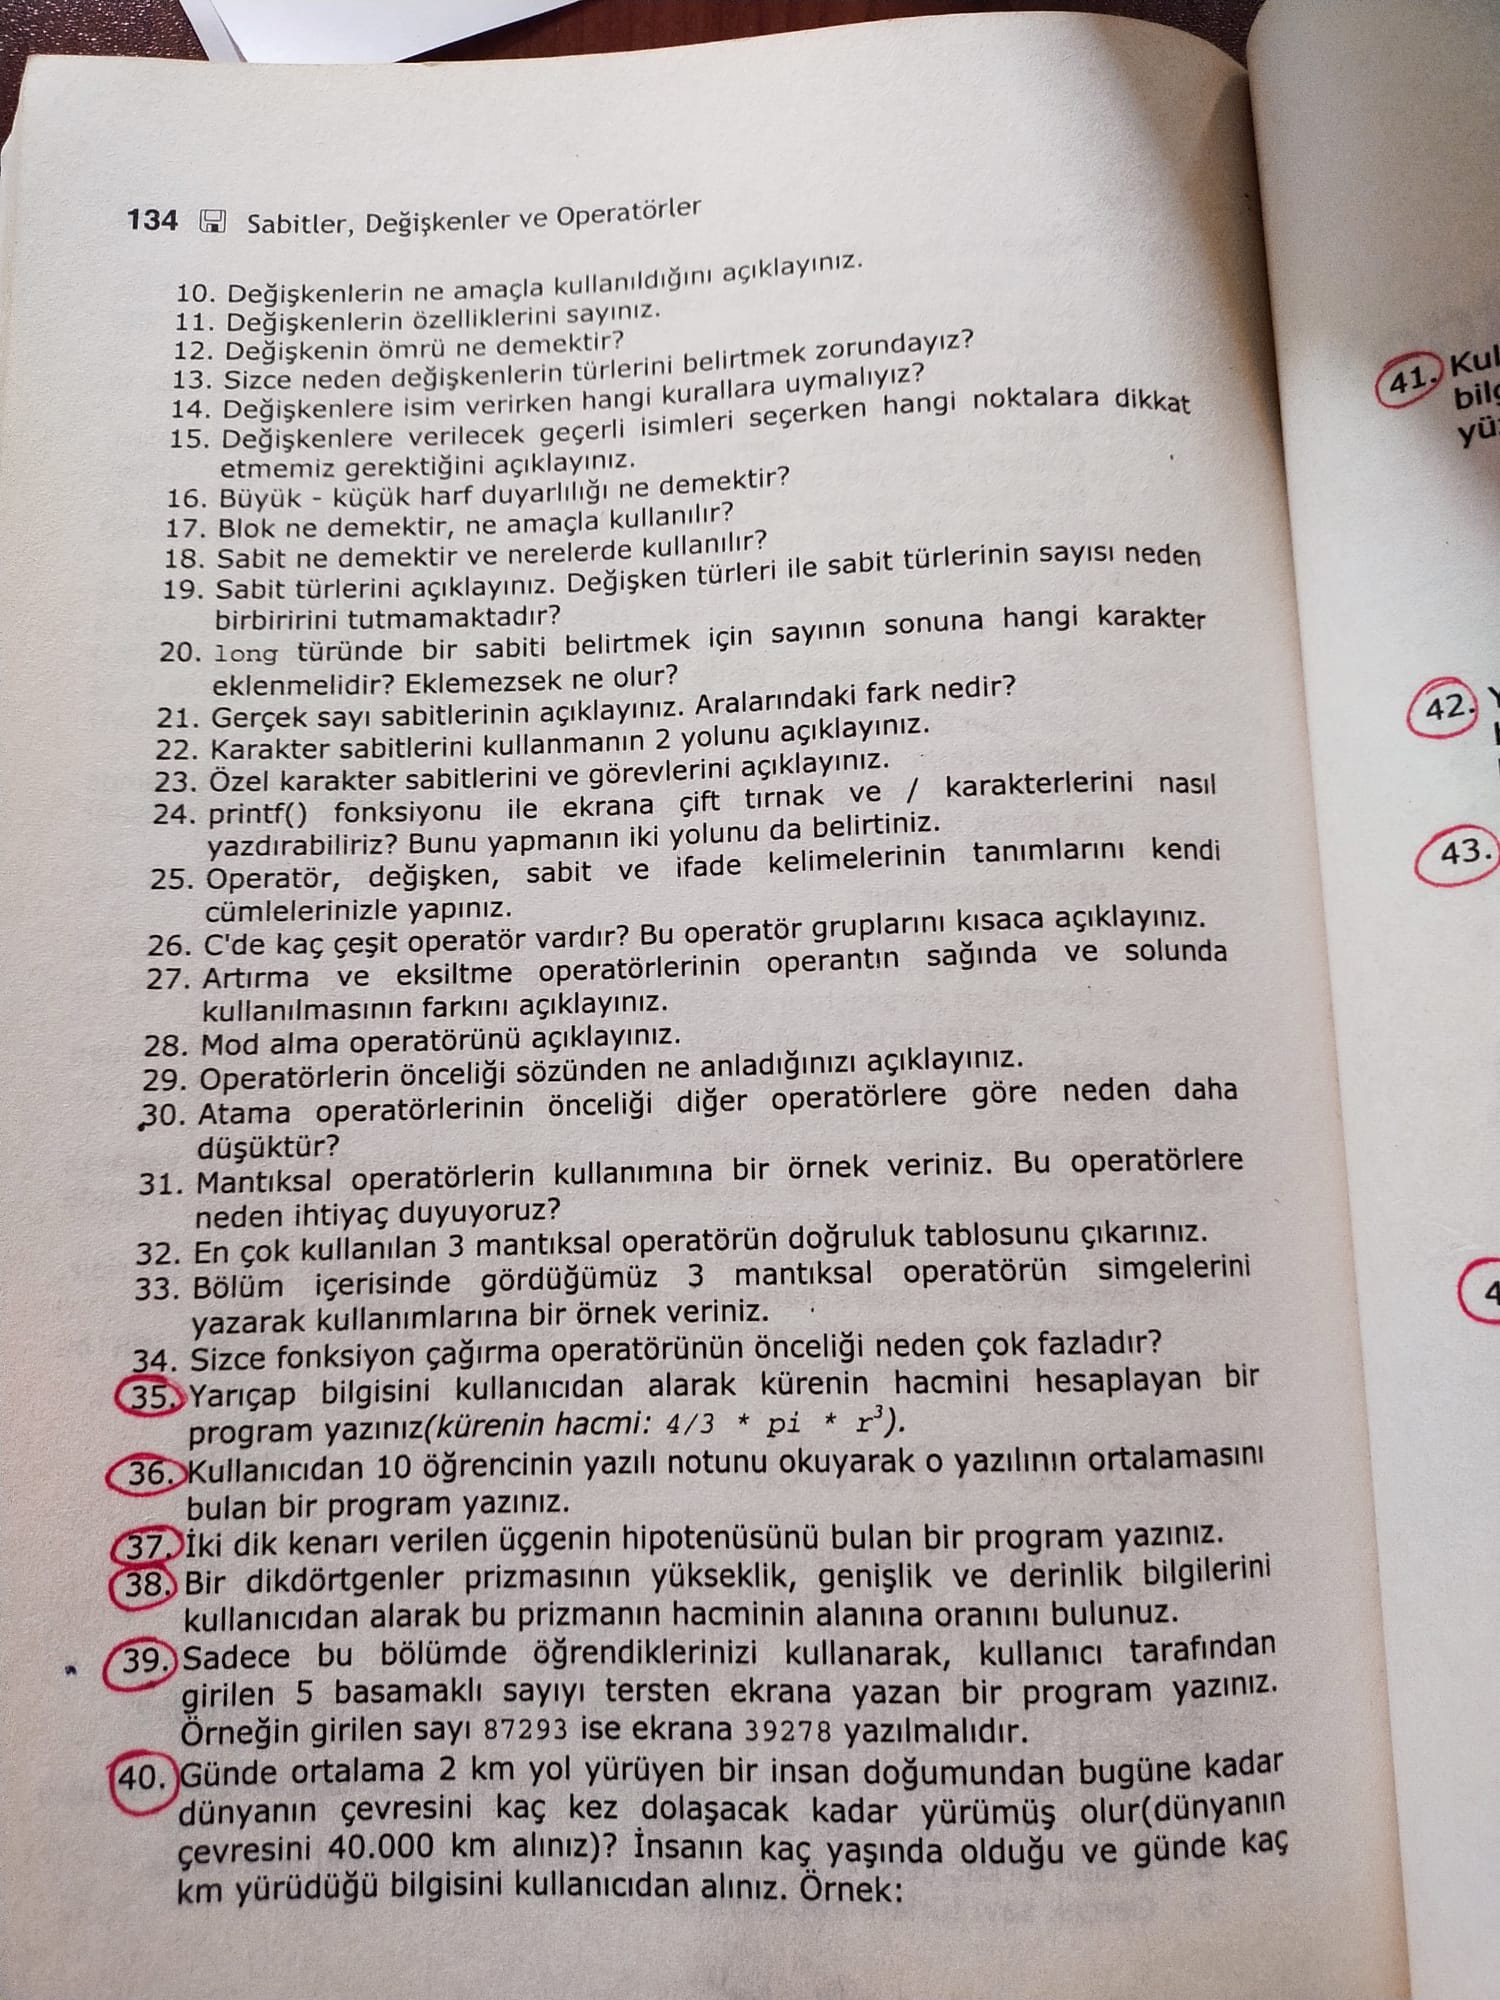 134 Sabitler, Değişkenler ve Operatörler
10. Değişkenlerin ne amaçla kullanıldığını açıklayınız.
11. Değişkenlerin özelliklerini sayınız.
12. Değişkenin ömrü ne demektir?
13. Sizce neden değişkenlerin türlerini belirtmek zorundayız?
14. Değişkenlere isim verirken hangi kurallara uymalıyız?
15. Değişkenlere verilecek geçerli isimleri seçerken hangi noktalara dikkat
etmemiz gerektiğini açıklayınız.
16. Büyük - küçük harf duyarlılığı ne demektir?
17. Blok ne demektir, ne amaçla kullanılır?
18. Sabit ne demektir ve nerelerde kullanılır?
19. Sabit türlerini açıklayınız. Değişken türleri ile sabit türlerinin sayısı neden
birbiririni tutmamaktadır?
20. long türünde bir sabiti belirtmek için sayının sonuna hangi karakter
eklenmelidir? Eklemezsek ne olur?
21. Gerçek sayı sabitlerinin açıklayınız. Aralarındaki fark nedir?
22. Karakter sabitlerini kullanmanın 2 yolunu açıklayınız.
23. Özel karakter sabitlerini ve görevlerini açıklayınız.
24. printf() fonksiyonu ile ekrana çift tırnak ve / karakterlerini nasıl
yazdırabiliriz? Bunu yapmanın iki yolunu da belirtiniz.
25. Operatör, değişken, sabit ve ifade kelimelerinin tanımlarını kendi
cümlelerinizle yapınız.
26. C'de kaç çeşit operatör vardır? Bu operatör gruplarını kısaca açıklayınız.
27. Artırma ve eksiltme operatörlerinin operantın sağında ve solunda
kullanılmasının farkını açıklayınız.
28. Mod alma operatörünü açıklayınız.
29. Operatörlerin önceliği sözünden ne anladığınızı açıklayınız.
30. Atama operatörlerinin önceliği diğer operatörlere göre neden daha
düşüktür?
31. Mantıksal operatörlerin kullanımına bir örnek veriniz. Bu operatörlere
neden ihtiyaç duyuyoruz?
32. En çok kullanılan 3 mantıksal operatörün doğruluk tablosunu çıkarınız.
33. Bölüm içerisinde gördüğümüz 3 mantıksal operatörün simgelerini
yazarak kullanımlarına bir örnek veriniz.
34. Sizce fonksiyon çağırma operatörünün önceliği neden çok fazladır?
35. Yarıçap bilgisini kullanıcıdan alarak kürenin hacmini hesaplayan bir
program yazınız(kürenin hacmi: 4/3 * pi * r³).
36. Kullanıcıdan 10 öğrencinin yazılı notunu okuyarak o yazılının ortalamasını
bulan bir program yazınız.
37. İki dik kenarı verilen üçgenin hipotenüsünü bulan bir program yazınız.
38. Bir dikdörtgenler prizmasının yükseklik, genişlik ve derinlik bilgilerini
kullanıcıdan alarak bu prizmanın hacminin alanına oranını bulunuz.
39. Sadece bu bölümde öğrendiklerinizi kullanarak, kullanıcı tarafından
girilen 5 basamaklı sayıyı tersten ekrana yazan bir program yazınız.
Örneğin girilen sayı 87293 ise ekrana 39278 yazılmalıdır.
40. Günde ortalama 2 km yol yürüyen bir insan doğumundan bugüne kadar
dünyanın çevresini kaç kez dolaşacak kadar yürümüş olur(dünyanın
çevresini 40.000 km alınız)? İnsanın kaç yaşında olduğu ve günde kaç
km yürüdüğü bilgisini kullanıcıdan alınız. Örnek:
41. Kul
42.
43.
4